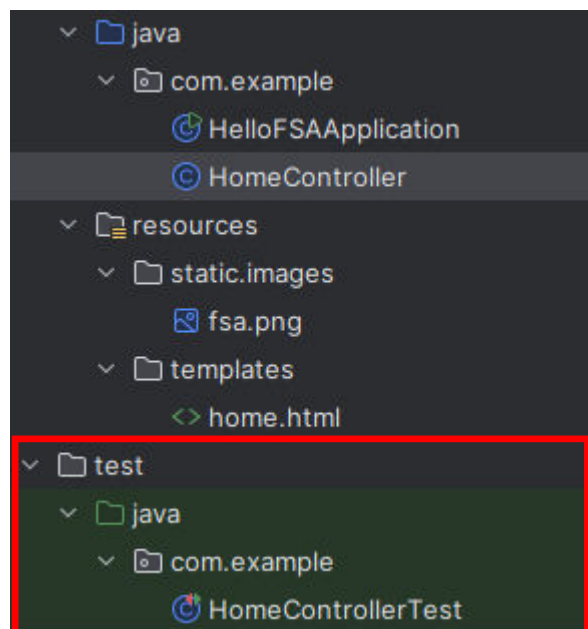 java
com.example
HelloFSAApplication
HomeController
resources
static.images
fsa.png
templates
home.html
test
java
com.example
HomeControllerTest